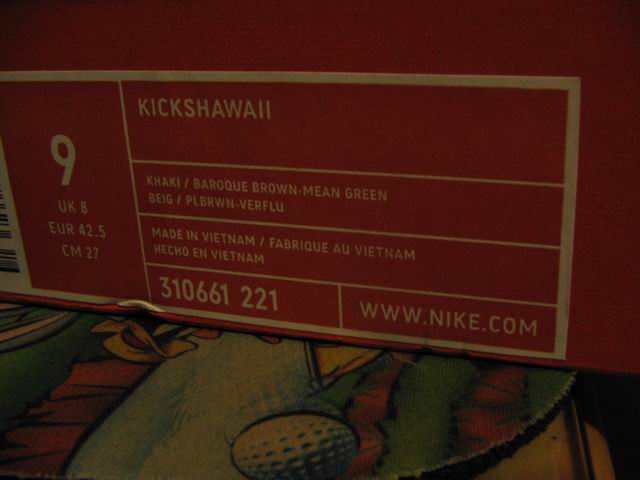 KICKSHAWAII
9
UK 8
EUR 42.5
CM 27
KHAKI / BAROQUE BROWN-MEAN GREEN
BEIG / PLBRWN-VERFLU
MADE IN VIETNAM / FABRIQUE AU VIETNAM
HECHO EN VIETNAM
310661 221
WWW.NIKE.COM